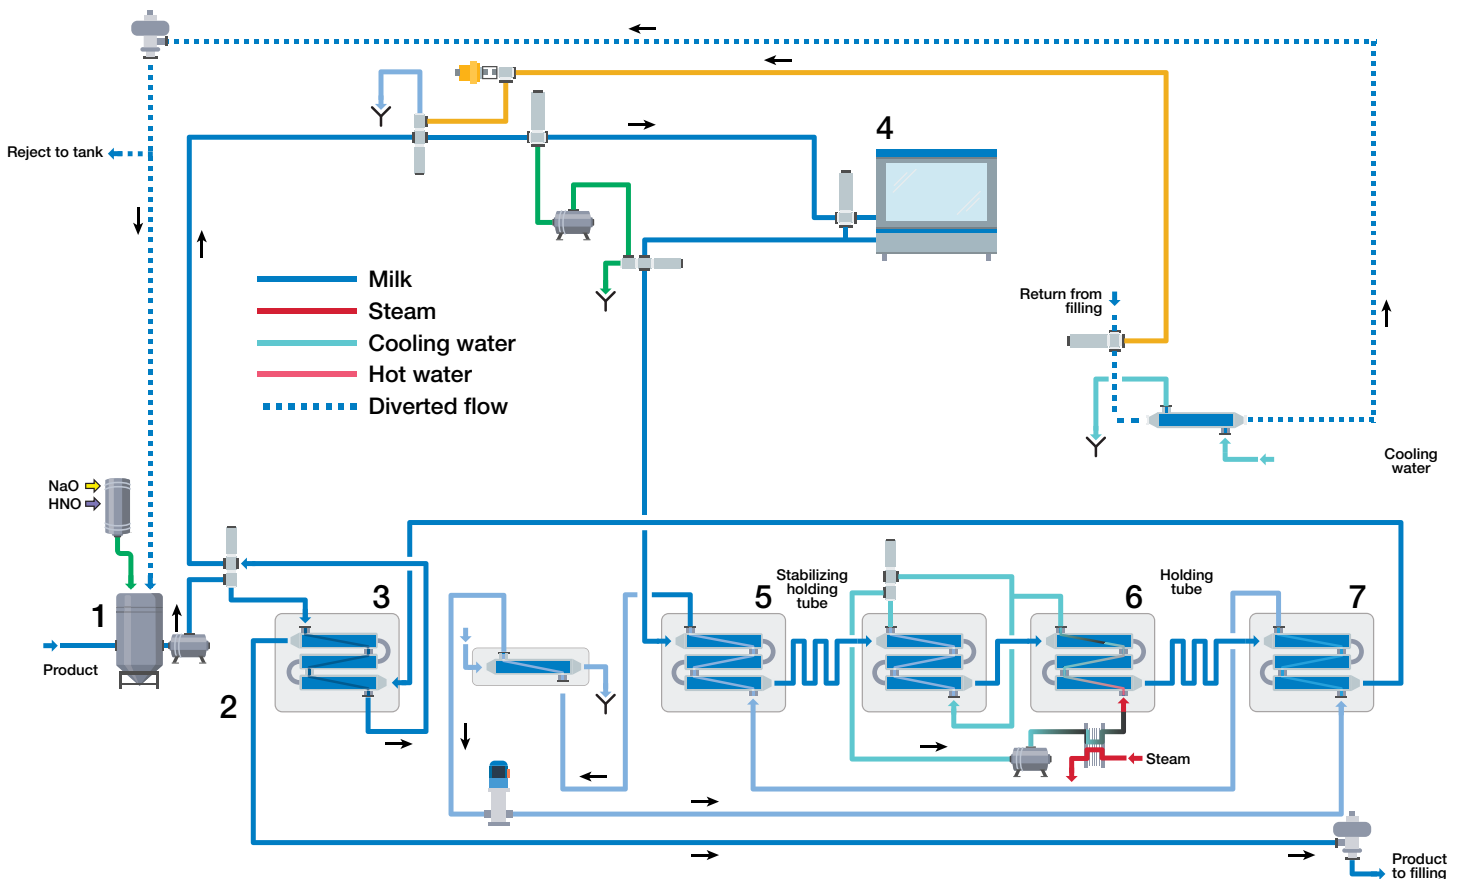 4
Reject to tank
Milk
Steam
Cooling water
Hot water
Diverted flow
Return from
filling
Cooling
water
NaO
HNO
1
Product
2
3
5
Stabilizing
holding
tube
6
Holding
tube
7
Steam
Product
to filling